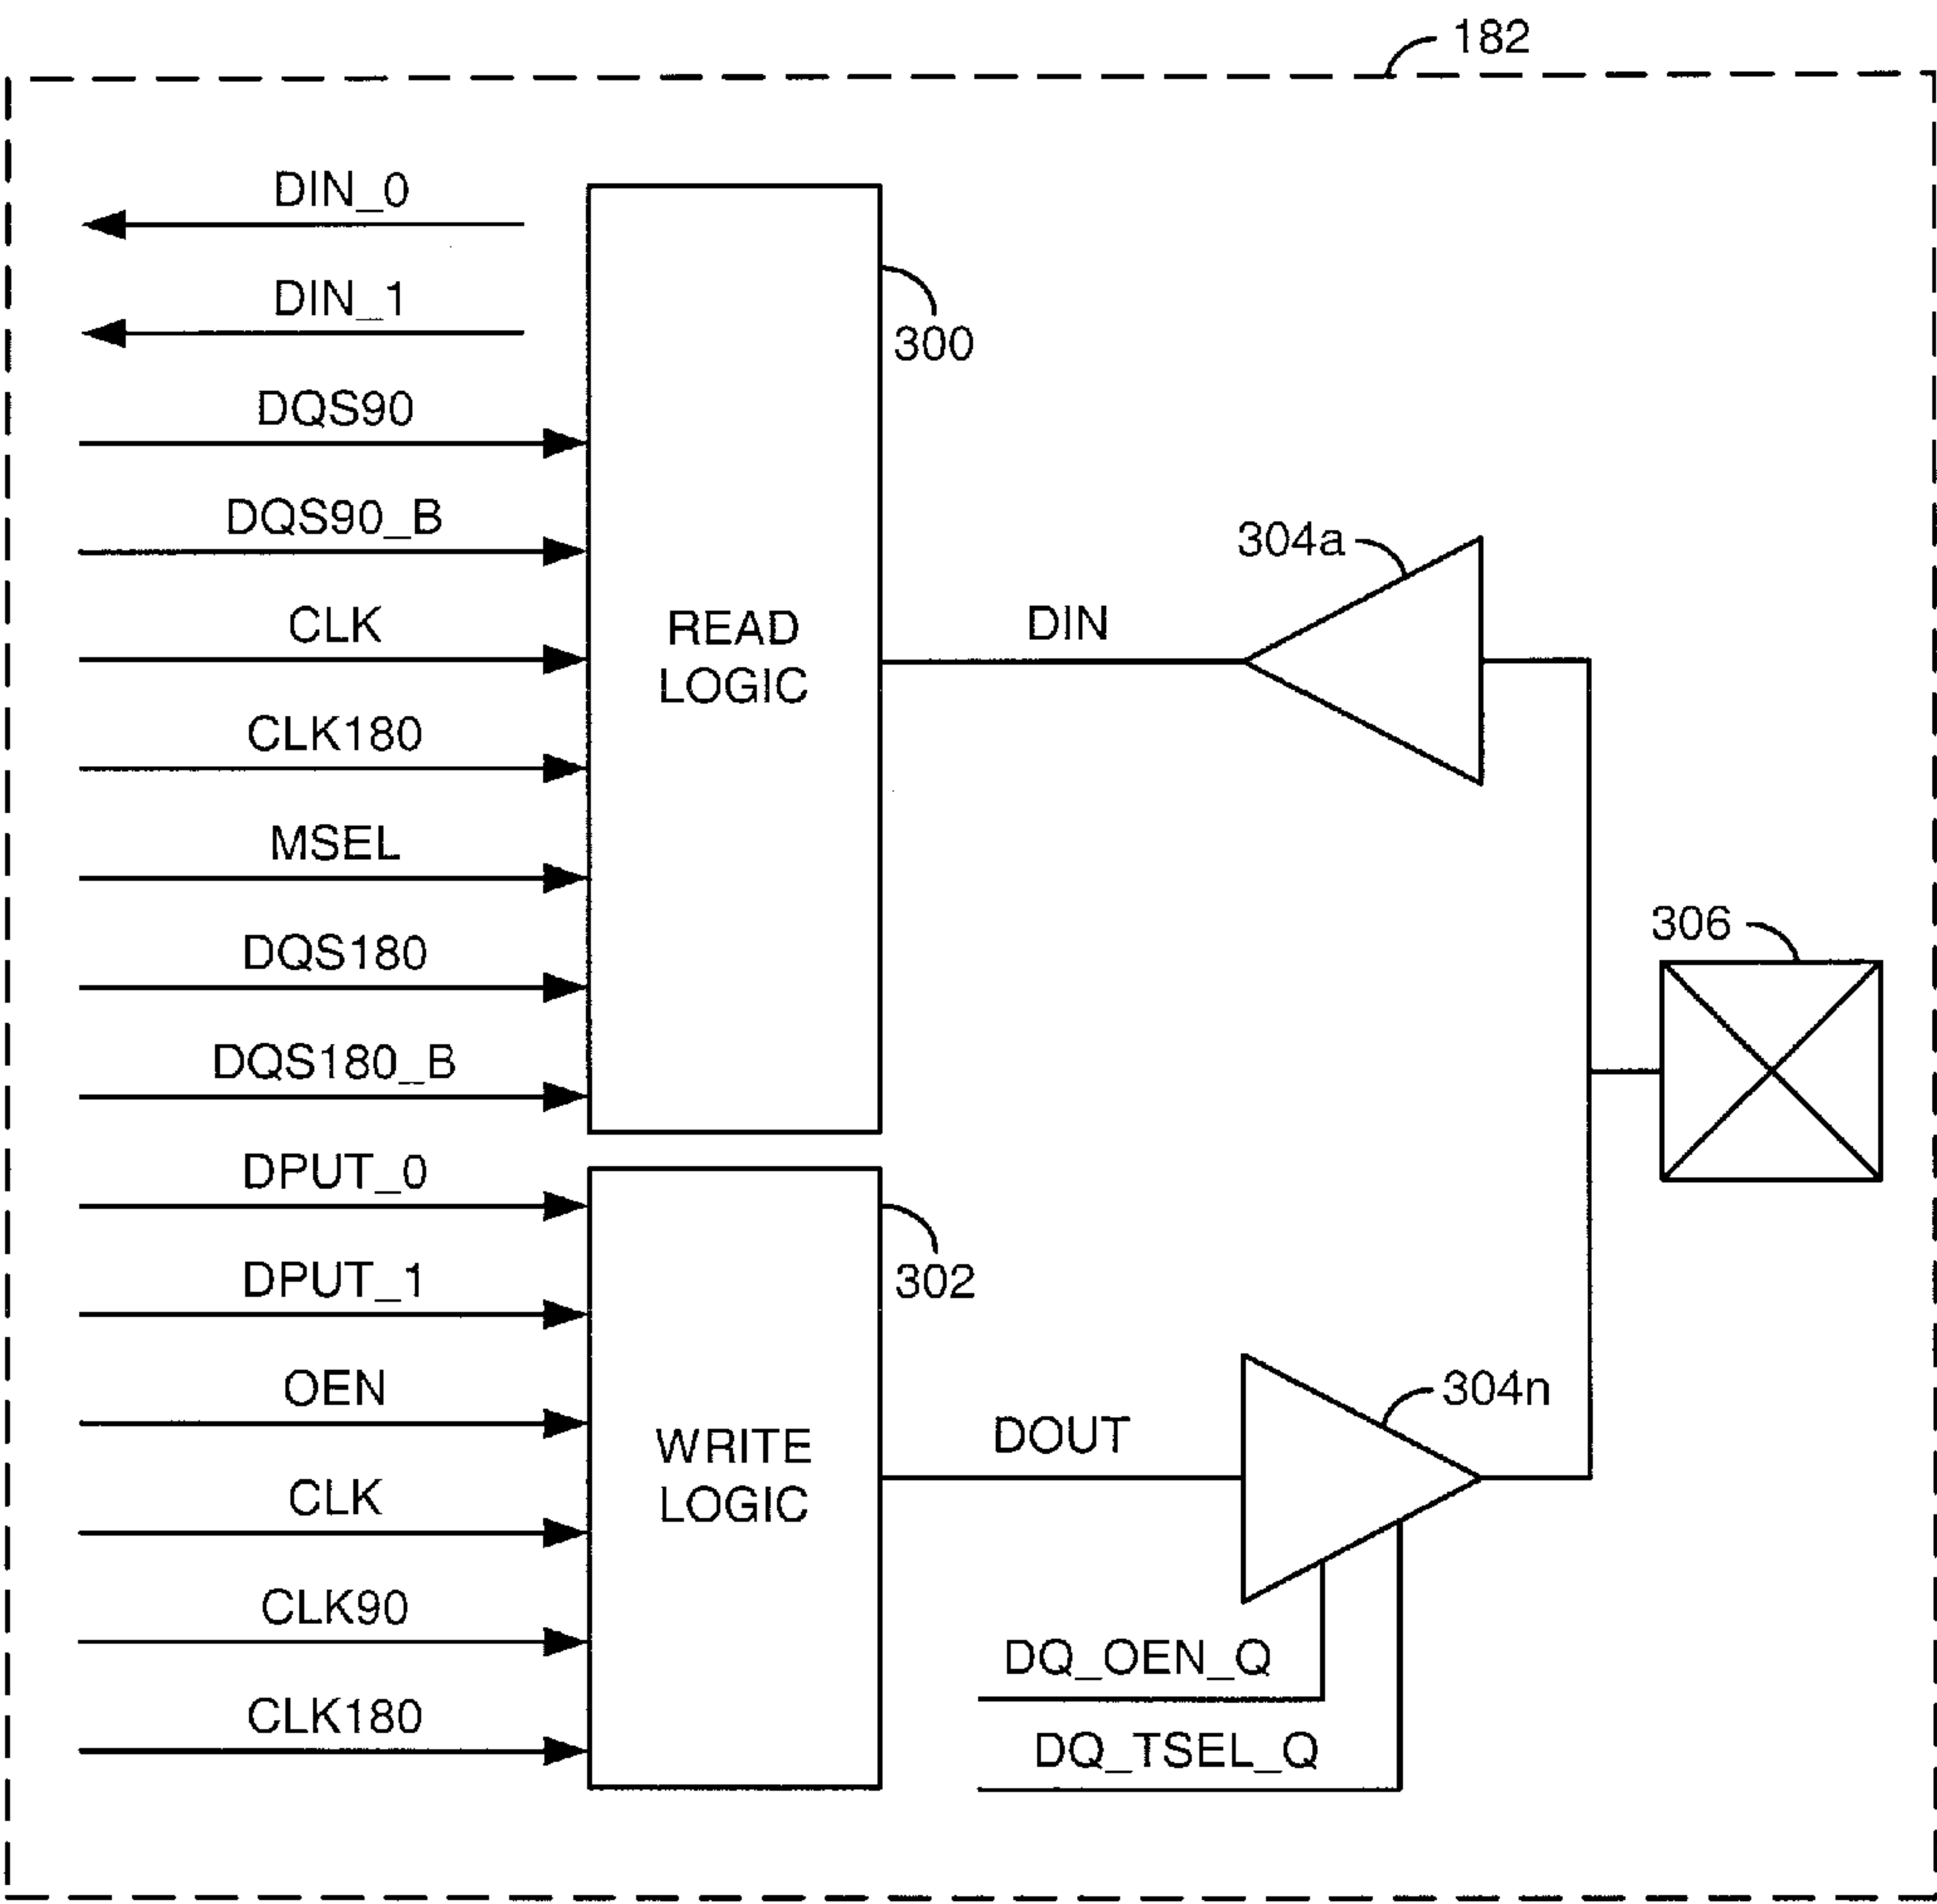 182
DIN_0
DIN_1
300
DQS90
DQS90_B
304a
CLK
READ
LOGIC
DIN
CLK180
MSEL
306
DQS180
DQS180_B
DPUT_0
DPUT_1
302
OEN
304n
WRITE
LOGIC
DOUT
CLK
CLK90
DQ_OEN_Q
CLK180
DQ_TSEL_Q